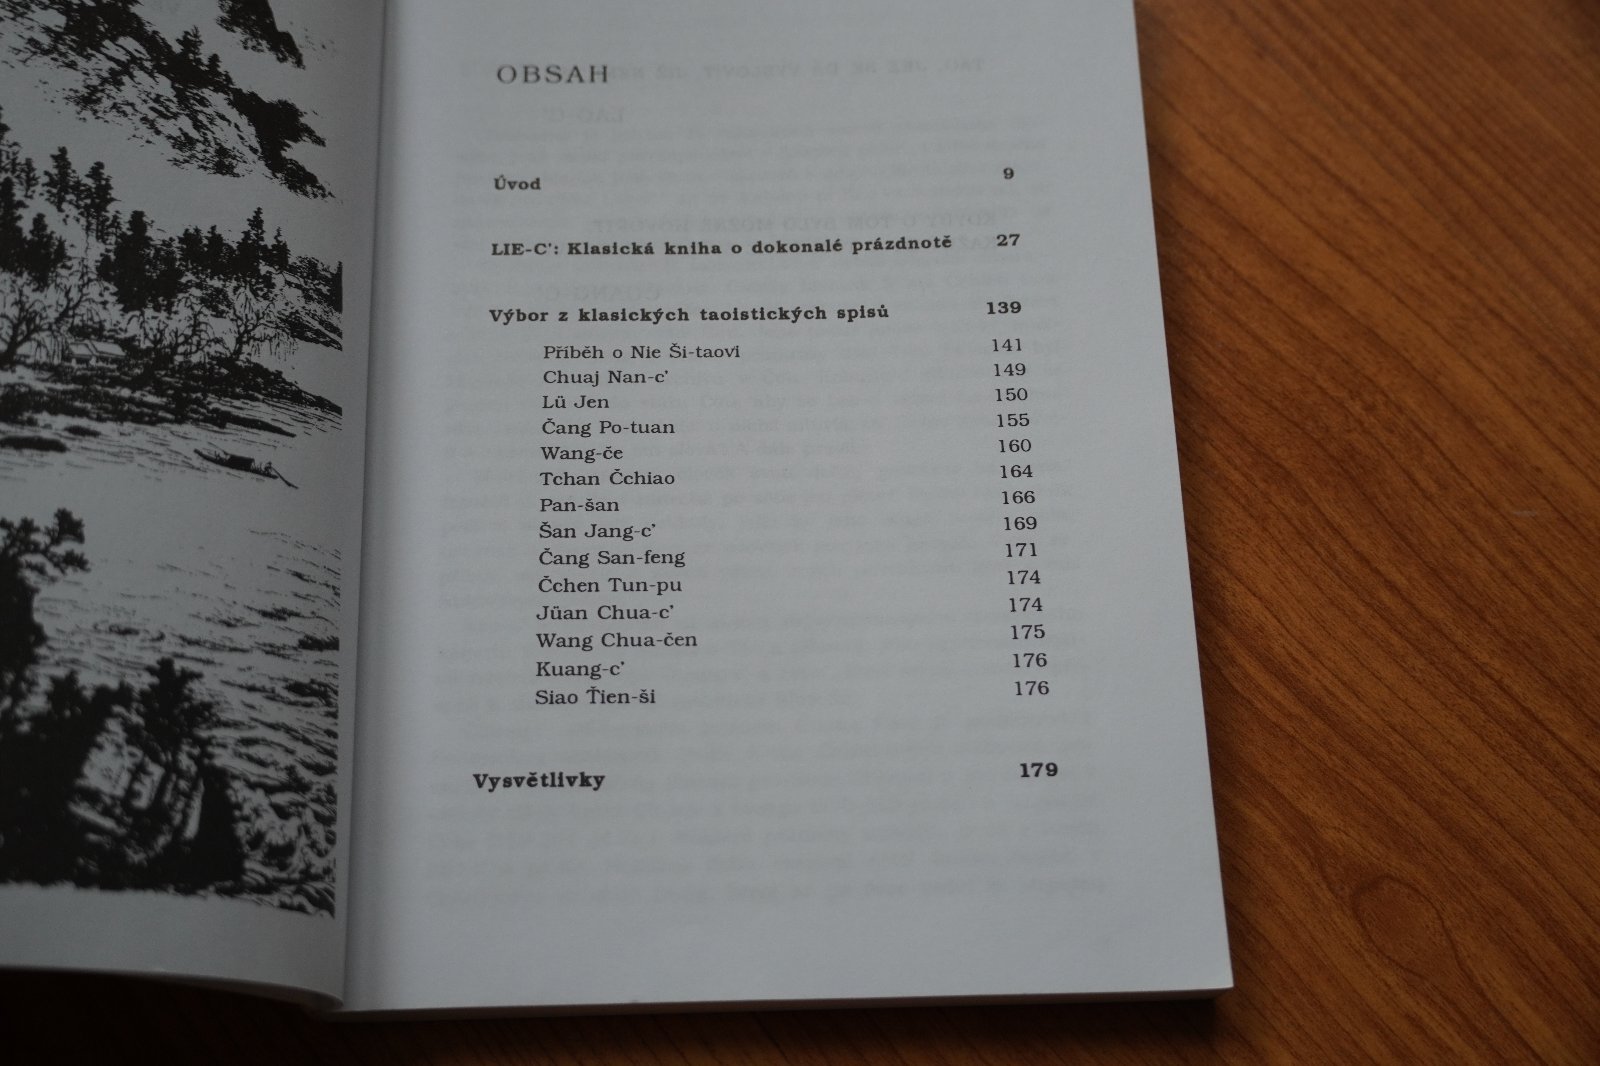 OBSAH
Úvod 9
LIE-C': Klasická kniha o dokonalé prázdnotě 27
Výbor z klasických taoistických spisů 139
Příběh o Nie Ši-taovi 141
Chuaj Nan-c' 149
Lü Jen 150
Čang Po-tuan 155
Wang-če 160
Tchan Čchiao 164
Pan-šan 166
Šan Jang-c' 169
Čang San-feng 171
Čchen Tun-pu 174
Jüan Chua-c' 174
Wang Chua-čen 175
Kuang-c' 176
Siao Ťien-ši 176
Vysvětlivky 179